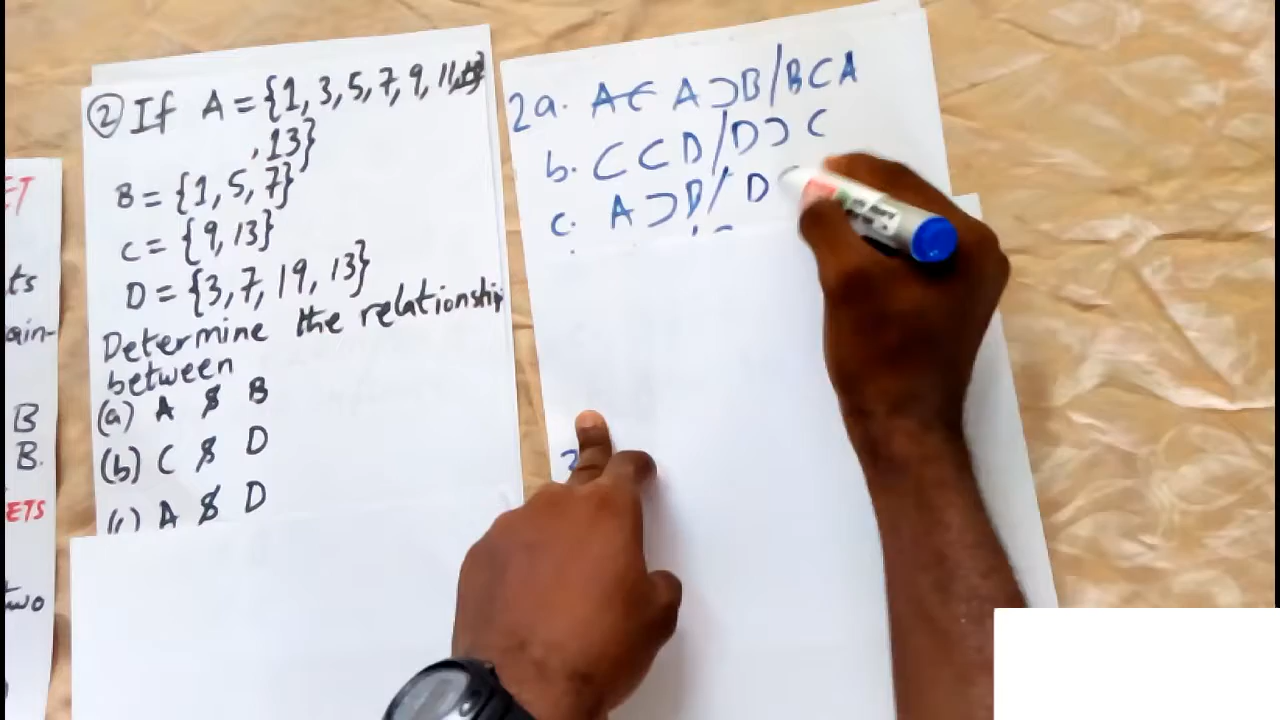 ET
ts
ain-
B
B.
ETS
two
② If A = {1, 3, 5, 7, 9, 11,
, 13}
B = {1, 5, 7}
C = {9, 13}
D = {3, 7, 19, 13}
Determine the relationship
between
(a) A & B
(b) C & D
(c) A & D
2a. A⊂ A ⊃ B / B ⊂ A
b. C ⊂ D / D ⊃ C
c. A ⊃ D / D